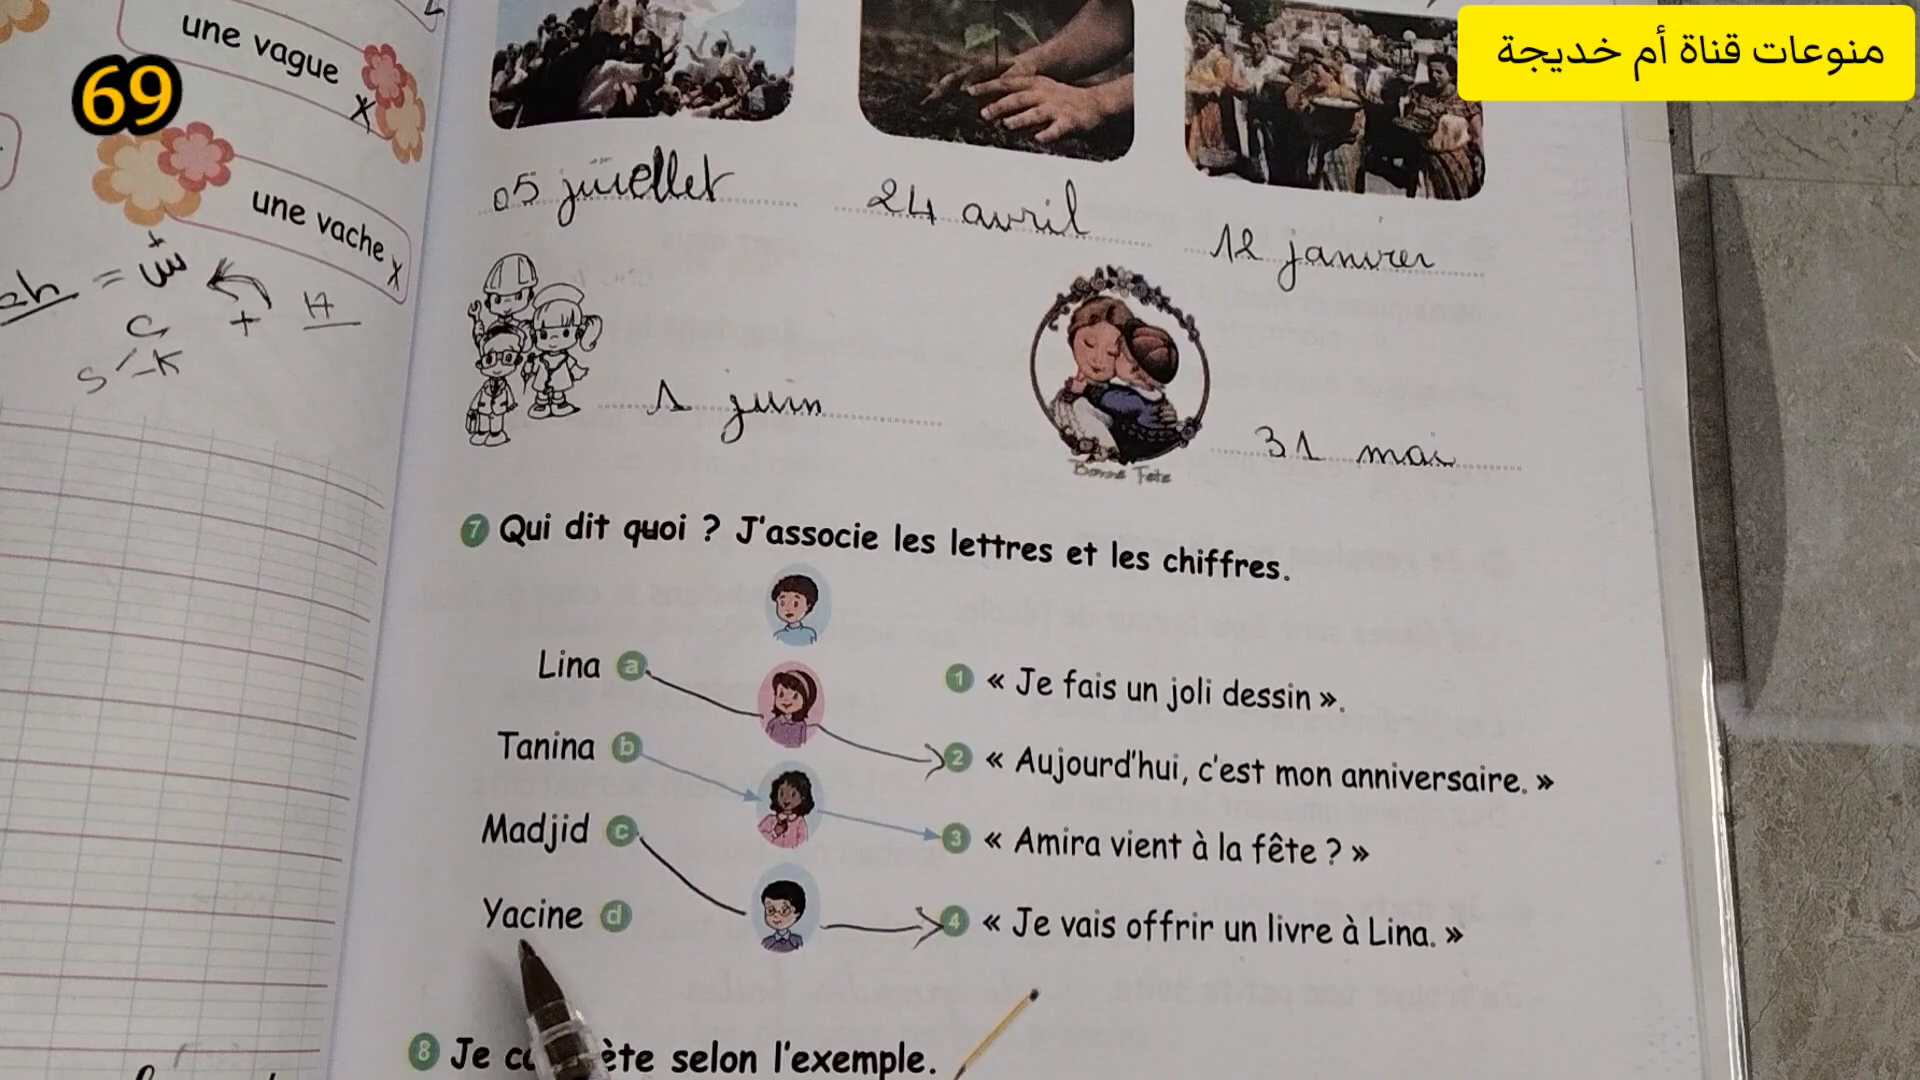 منوعات قناة أم خديجة
69
une vague
x
une vache x
ch = ش
C + H
S - K
05 juiellet
24 avril
12 janvier
1 juin
31 mai
Bonne Fete
7 Qui dit quoi ? J'associe les lettres et les chiffres.
Lina a
1 « Je fais un joli dessin ».
Tanina b
2 « Aujourd'hui, c'est mon anniversaire. »
Madjid c
3 « Amira vient à la fête ? »
Yacine d
4 « Je vais offrir un livre à Lina. »
8 Je ète selon l'exemple.